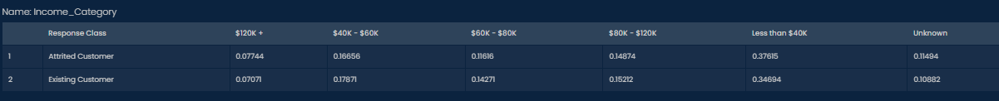 Name: Income_Category
Response Class $120K + $40K - $60K $60K - $80K $80K - $120K Less than $40K Unknown
1 Attrited Customer 0.07744 0.16656 0.11616 0.14874 0.37615 0.11494
2 Existing Customer 0.07071 0.17871 0.14271 0.15212 0.34694 0.10882